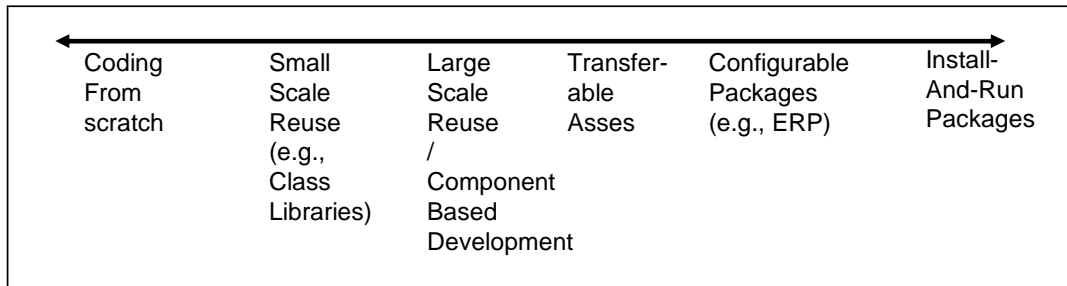 Coding
From
scratch
Small
Scale
Reuse
(e.g.,
Class
Libraries)
Large
Scale
Reuse
/
Component
Based
Development
Transfer-
able
Asses
Configurable
Packages
(e.g., ERP)
Install-
And-Run
Packages